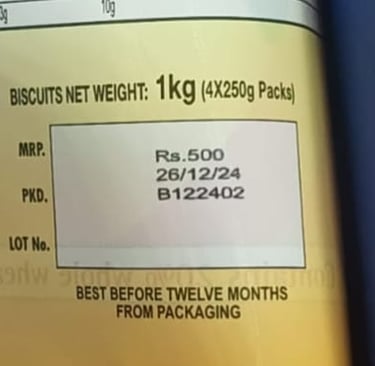 10g
BISCUITS NET WEIGHT: 1kg (4X250g Packs)
MRP. Rs.500
26/12/24
PKD. B122402
LOT No.
BEST BEFORE TWELVE MONTHS
FROM PACKAGING